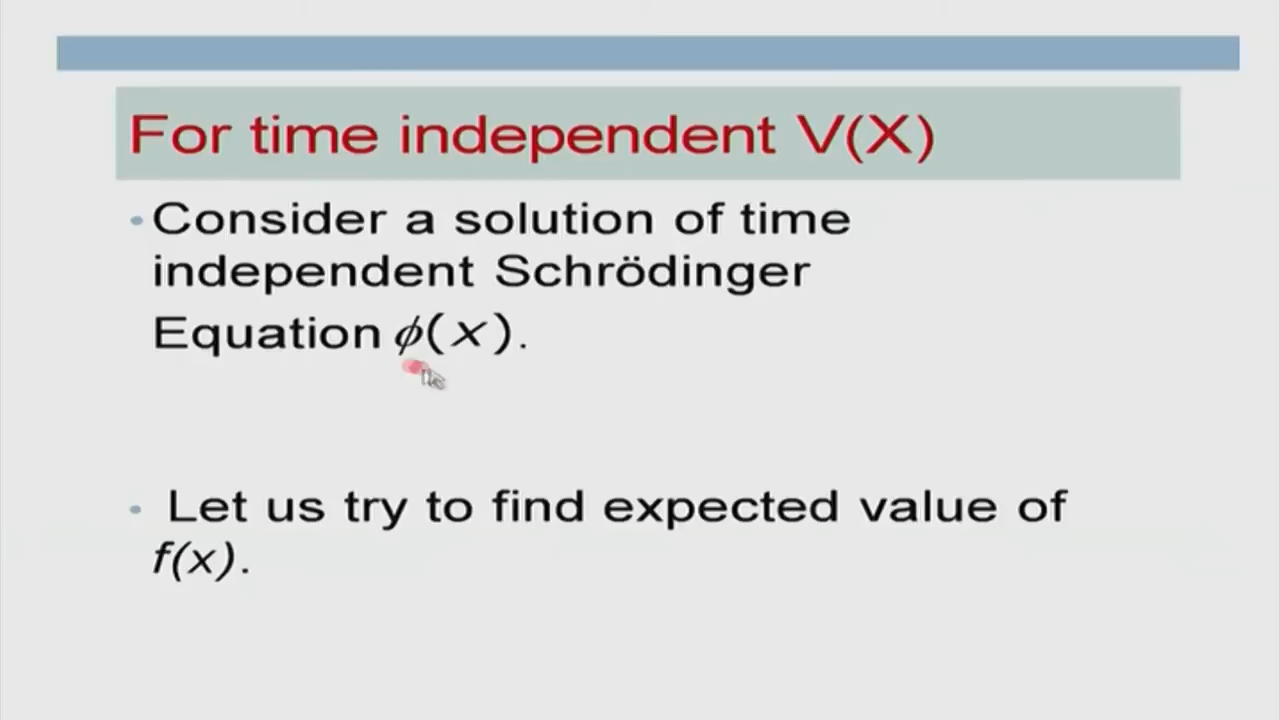 For time independent V(X)
• Consider a solution of time
independent Schrödinger
Equation ϕ(x).
• Let us try to find expected value of
f(x).